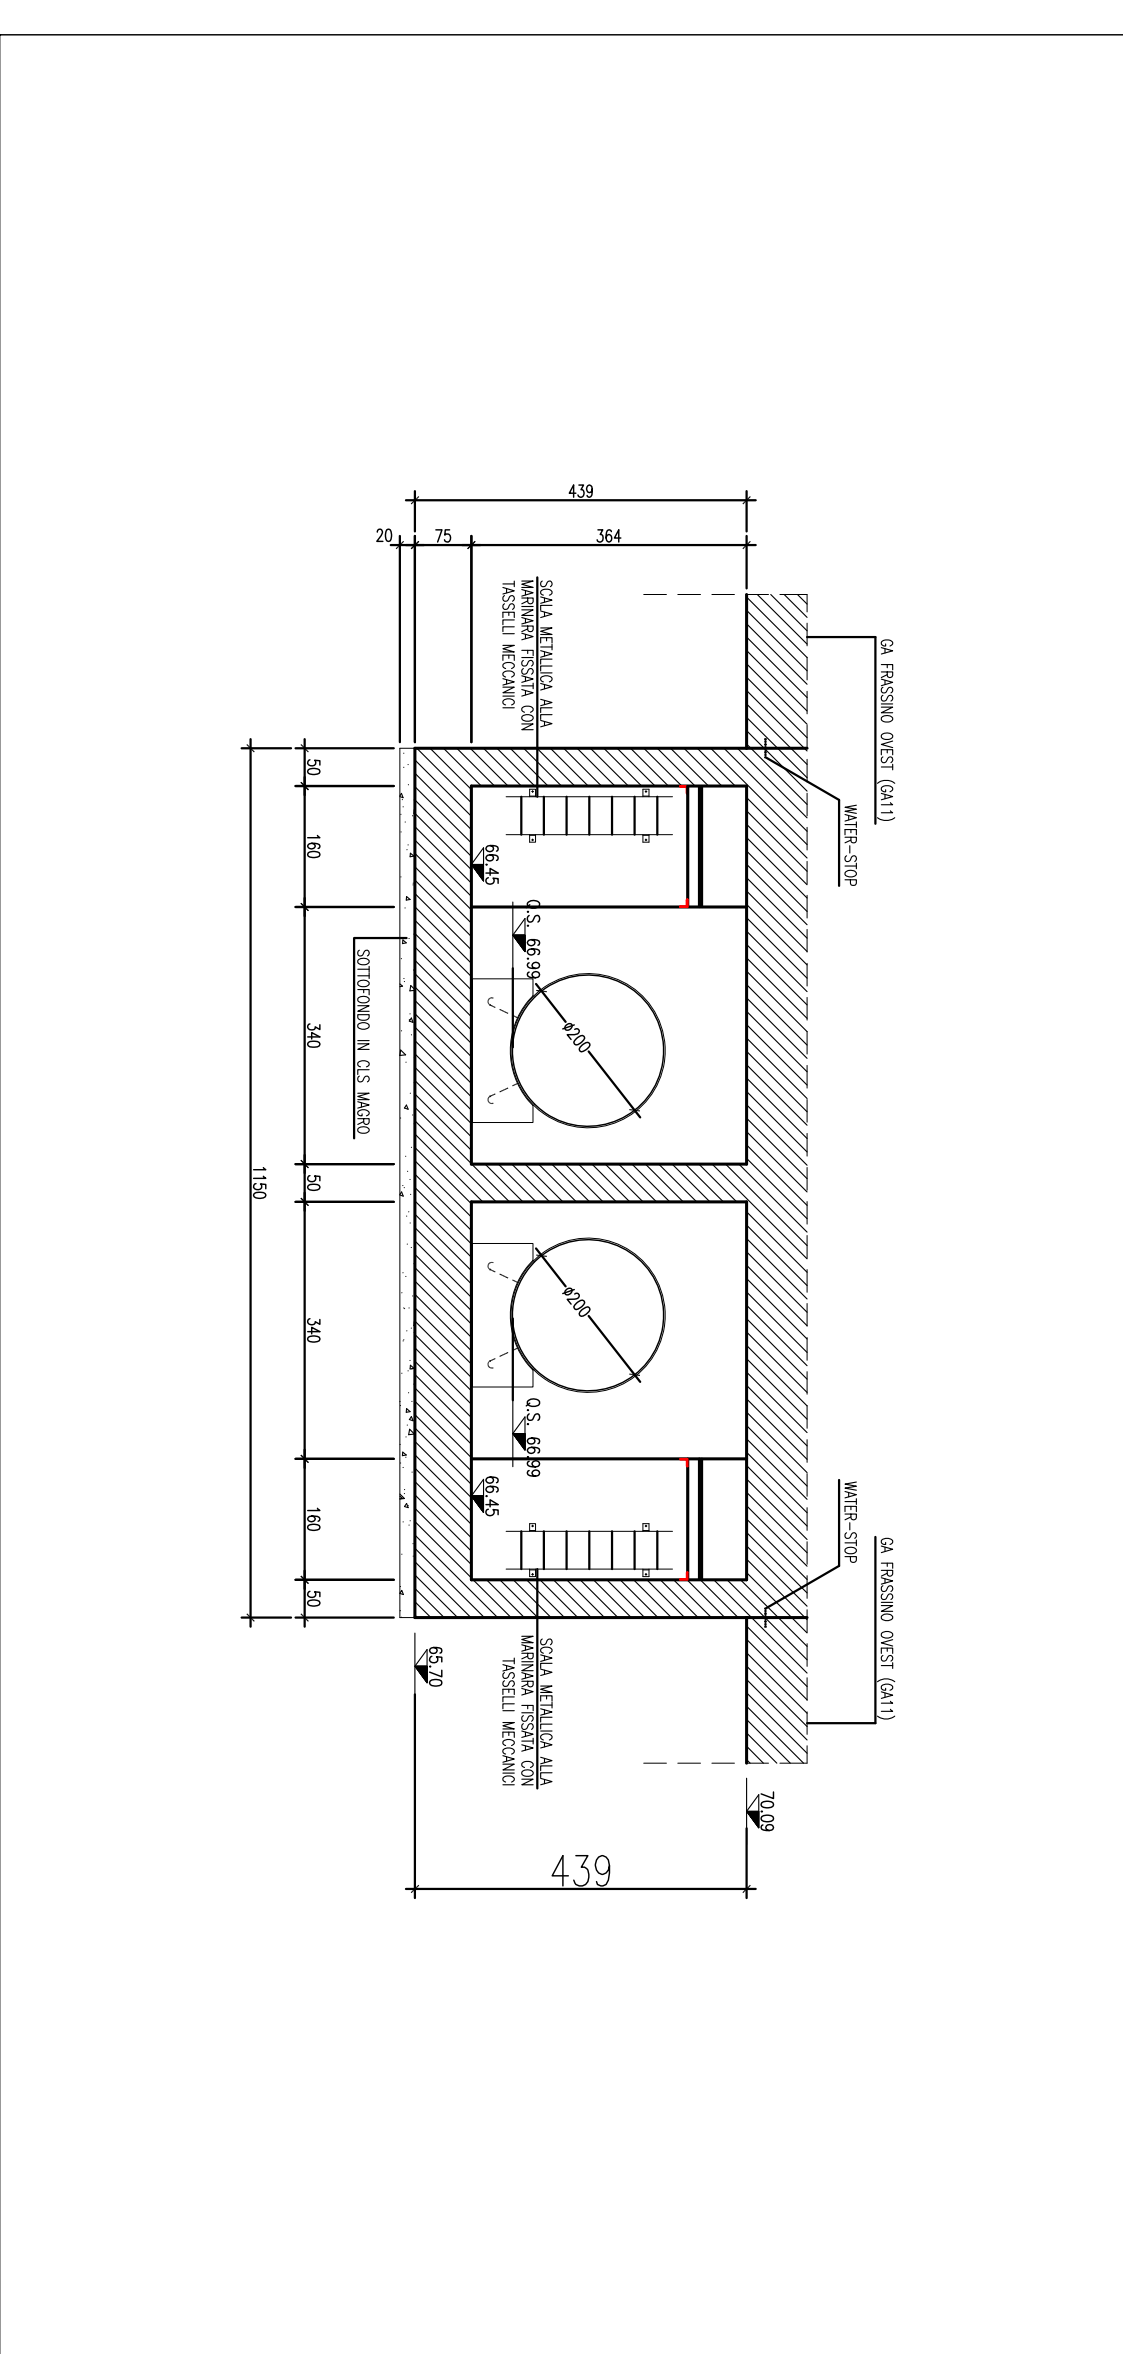 439
20
75
364
SCALA METALLICA ALLA
MARINARA FISSATA CON
TASSELLI MECCANICI
GA FRASSINO OVEST (GA11)
WATER-STOP
66.45
Q.S. 66.99
ø200
SOTTOFONDO IN CLS MAGRO
50
160
340
50
340
160
50
1150
ø200
Q.S. 66.99
66.45
WATER-STOP
GA FRASSINO OVEST (GA11)
SCALA METALLICA ALLA
MARINARA FISSATA CON
TASSELLI MECCANICI
65.70
70.09
439